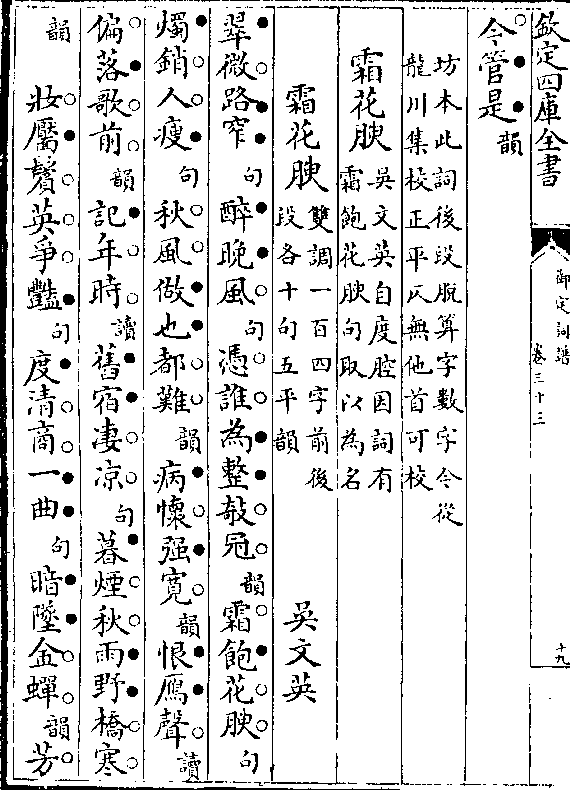 欽定四庫全書
御定詞譜
卷三十三
十九
今管是韻
坊本此詞後段脫算字數字今從
龍川集校正平仄無他首可校
霜花腴吳文英自度腔因詞有
霜飽花腴句取以為名
霜花腴雙調一百四字前後
段各十句五平韻
吳文英
翠微路窄句醉晚風句憑誰為整敧冠韻霜飽花腴句
燭銷人瘦句秋風做也都難韻病懷强寬韻恨鴈聲讀
偏落歌前韻記年時讀舊宿凄凉句暮煙秋雨野橋寒
韻妝靨鬢英爭豔句度清商一曲句暗墜金蟬韻芳